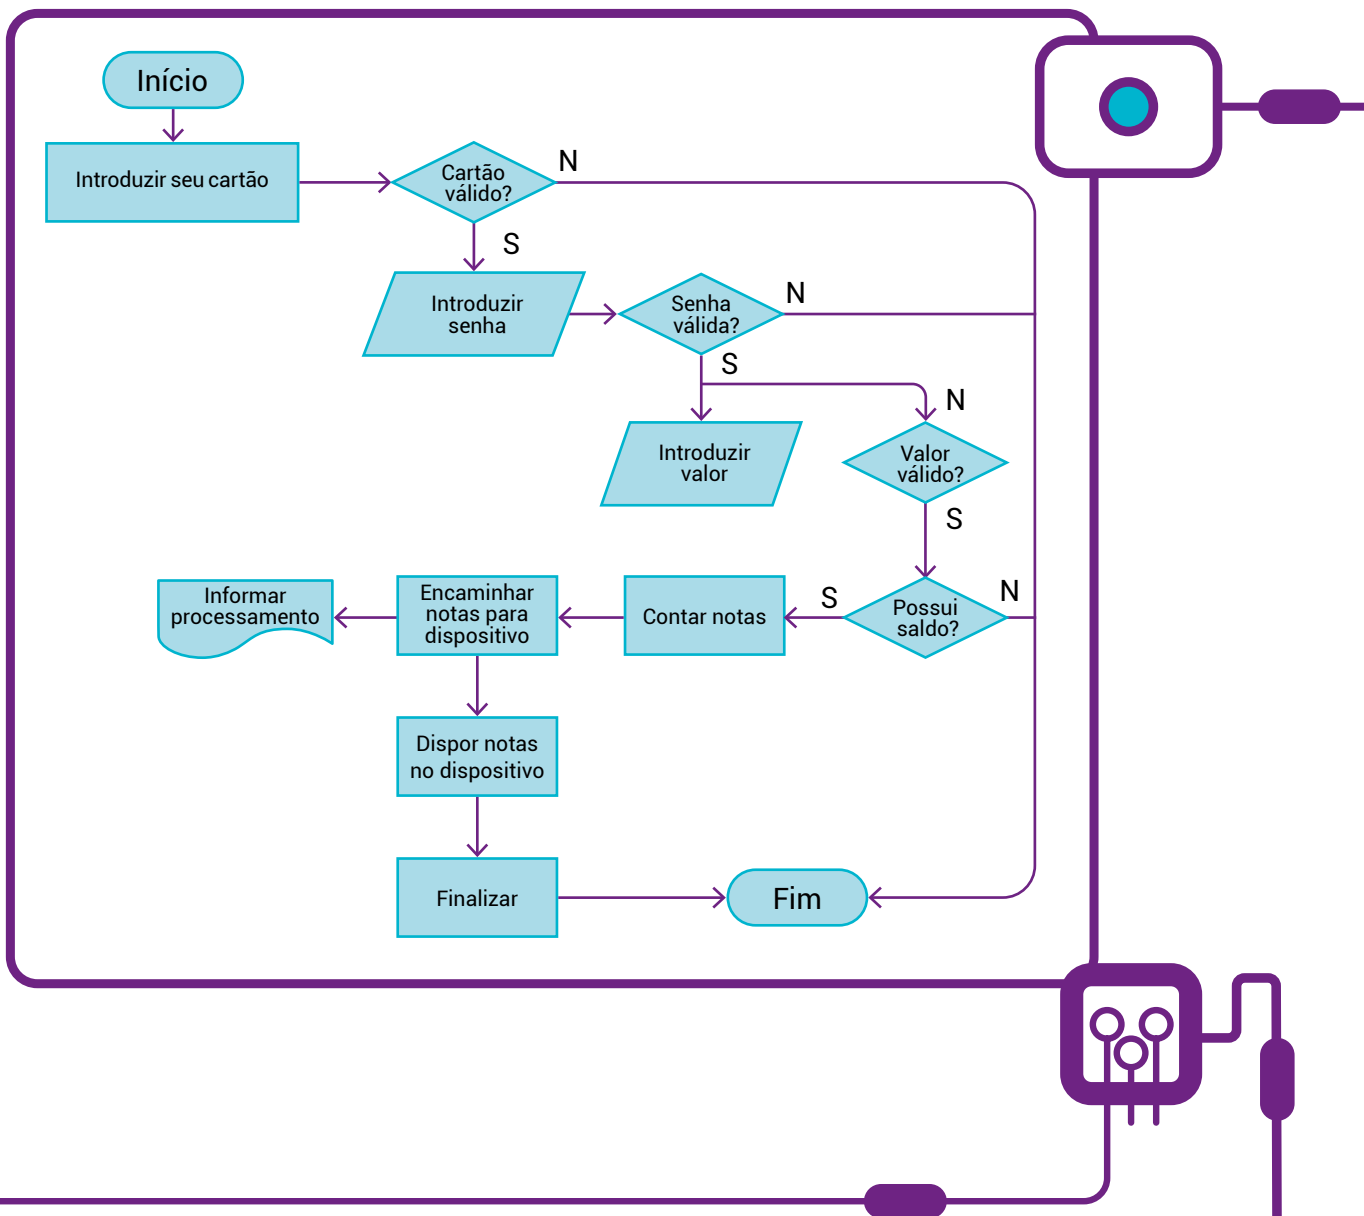 Início
Introduzir seu cartão
Cartão
válido?
N
S
Introduzir
senha
Senha
válida?
N
S
N
Introduzir
valor
Valor
válido?
S
Possui
saldo?
N
S
Contar notas
Encaminhar
notas para
dispositivo
Informar
processamento
Dispor notas
no dispositivo
Finalizar
Fim